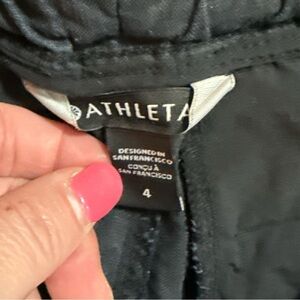 ATHLETA
DESIGNED IN
SAN FRANCISCO
CONÇU À
SAN FRANCISCO
4